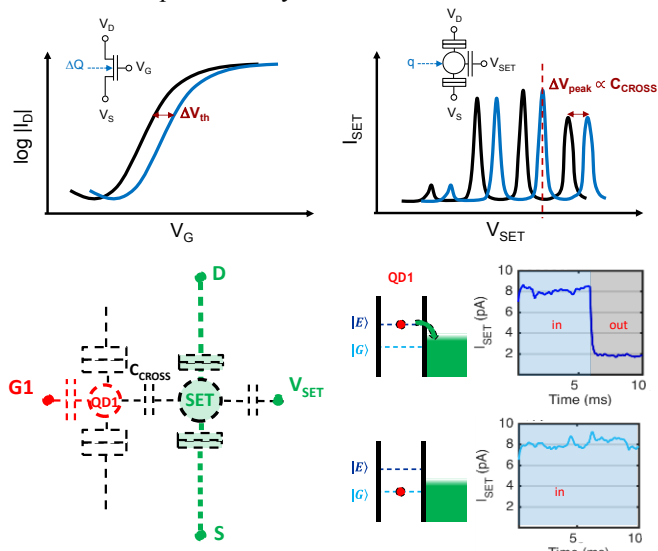 V_D
ΔQ
V_G
V_S
ΔV_th
log |I_D|
V_G
V_D
q
V_SET
V_S
ΔV_peak ∝ C_CROSS
I_SET
V_SET
D
C_CROSS
G1
QD1
SET
V_SET
S
QD1
|E⟩
|G⟩
I_SET (pA)
10
8
6
4
2
in
out
5
10
Time (ms)
|E⟩
|G⟩
I_SET (pA)
10
8
6
4
2
in
5
10
Time (ms)